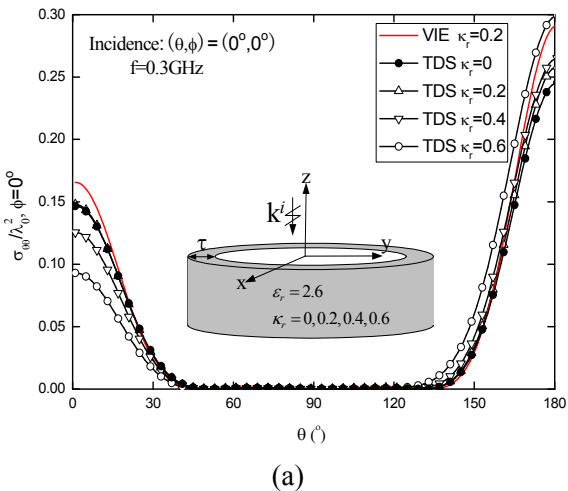 Incidence: (θ,ϕ) = (0°,0°)
f=0.3GHz
VIE κr=0.2
TDS κr=0
TDS κr=0.2
TDS κr=0.4
TDS κr=0.6
0.30
0.25
0.20
0.15
0.10
0.05
0.00
σθθ/λ0², ϕ=0°
z
k^i
τ
y
x
εr = 2.6
κr = 0,0.2,0.4,0.6
0 30 60 90 120 150 180
θ (°)
(a)